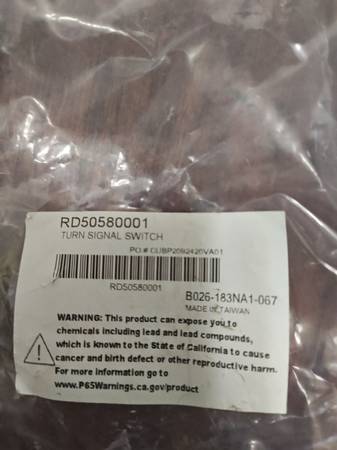 RD50580001
TURN SIGNAL SWITCH
PO # GUBP2092420VA01
RD50580001
B026-183NA1-067
MADE IN TAIWAN
WARNING: This product can expose you to
chemicals including lead and lead compounds,
which is known to the State of California to cause
cancer and birth defect or other reproductive harm.
For more information go to
www.P65Warnings.ca.gov/product